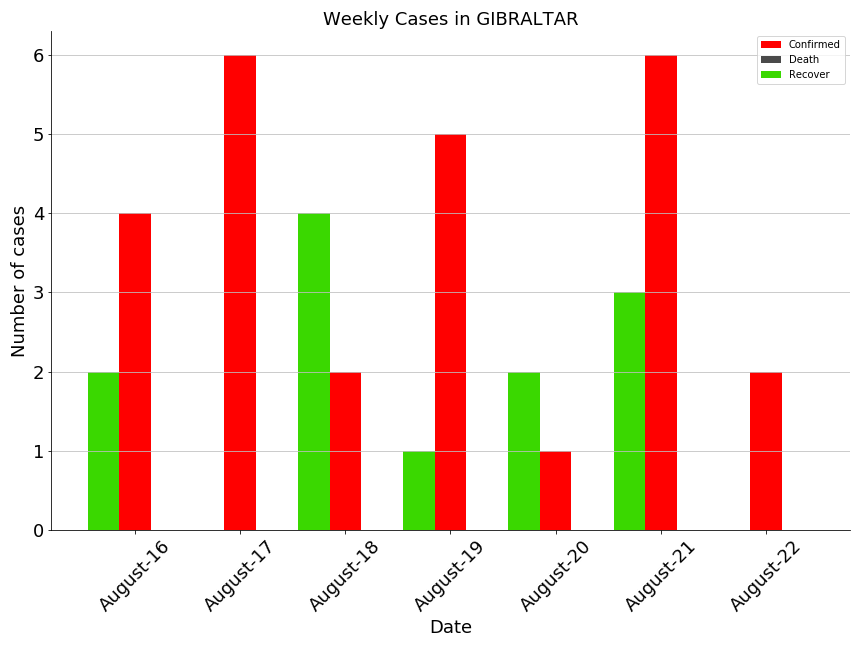 Weekly Cases in GIBRALTAR
Confirmed
Death
Recover
Number of cases
6
5
4
3
2
1
0
August-16
August-17
August-18
August-19
August-20
August-21
August-22
Date